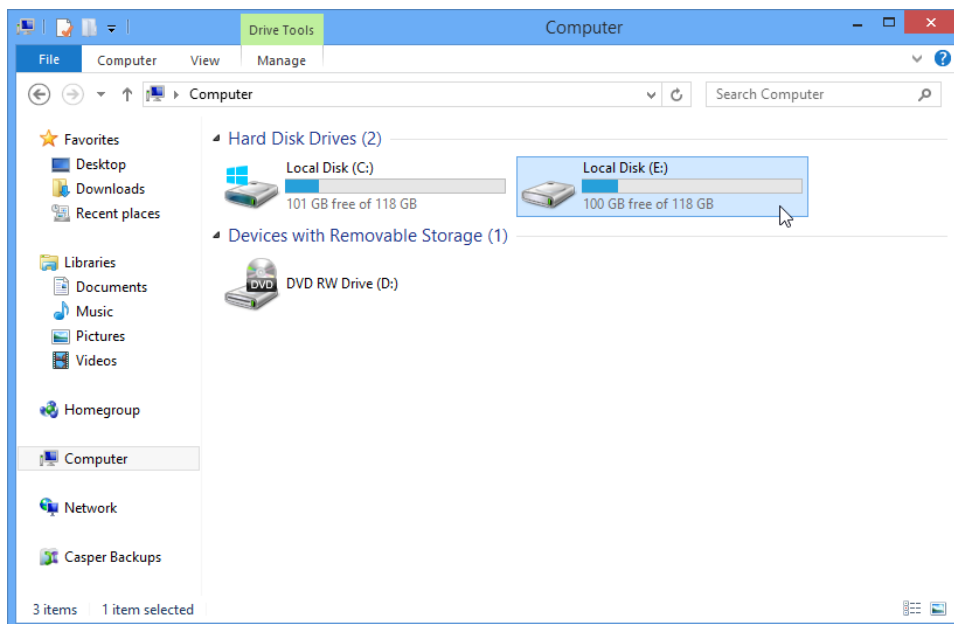 Drive Tools
Computer
File
Computer
View
Manage
?
Computer
Search Computer
Favorites
Desktop
Downloads
Recent places
Libraries
Documents
Music
Pictures
Videos
Homegroup
Computer
Network
Casper Backups
Hard Disk Drives (2)
Local Disk (C:)
101 GB free of 118 GB
Local Disk (E:)
100 GB free of 118 GB
Devices with Removable Storage (1)
DVD
DVD RW Drive (D:)
3 items
1 item selected